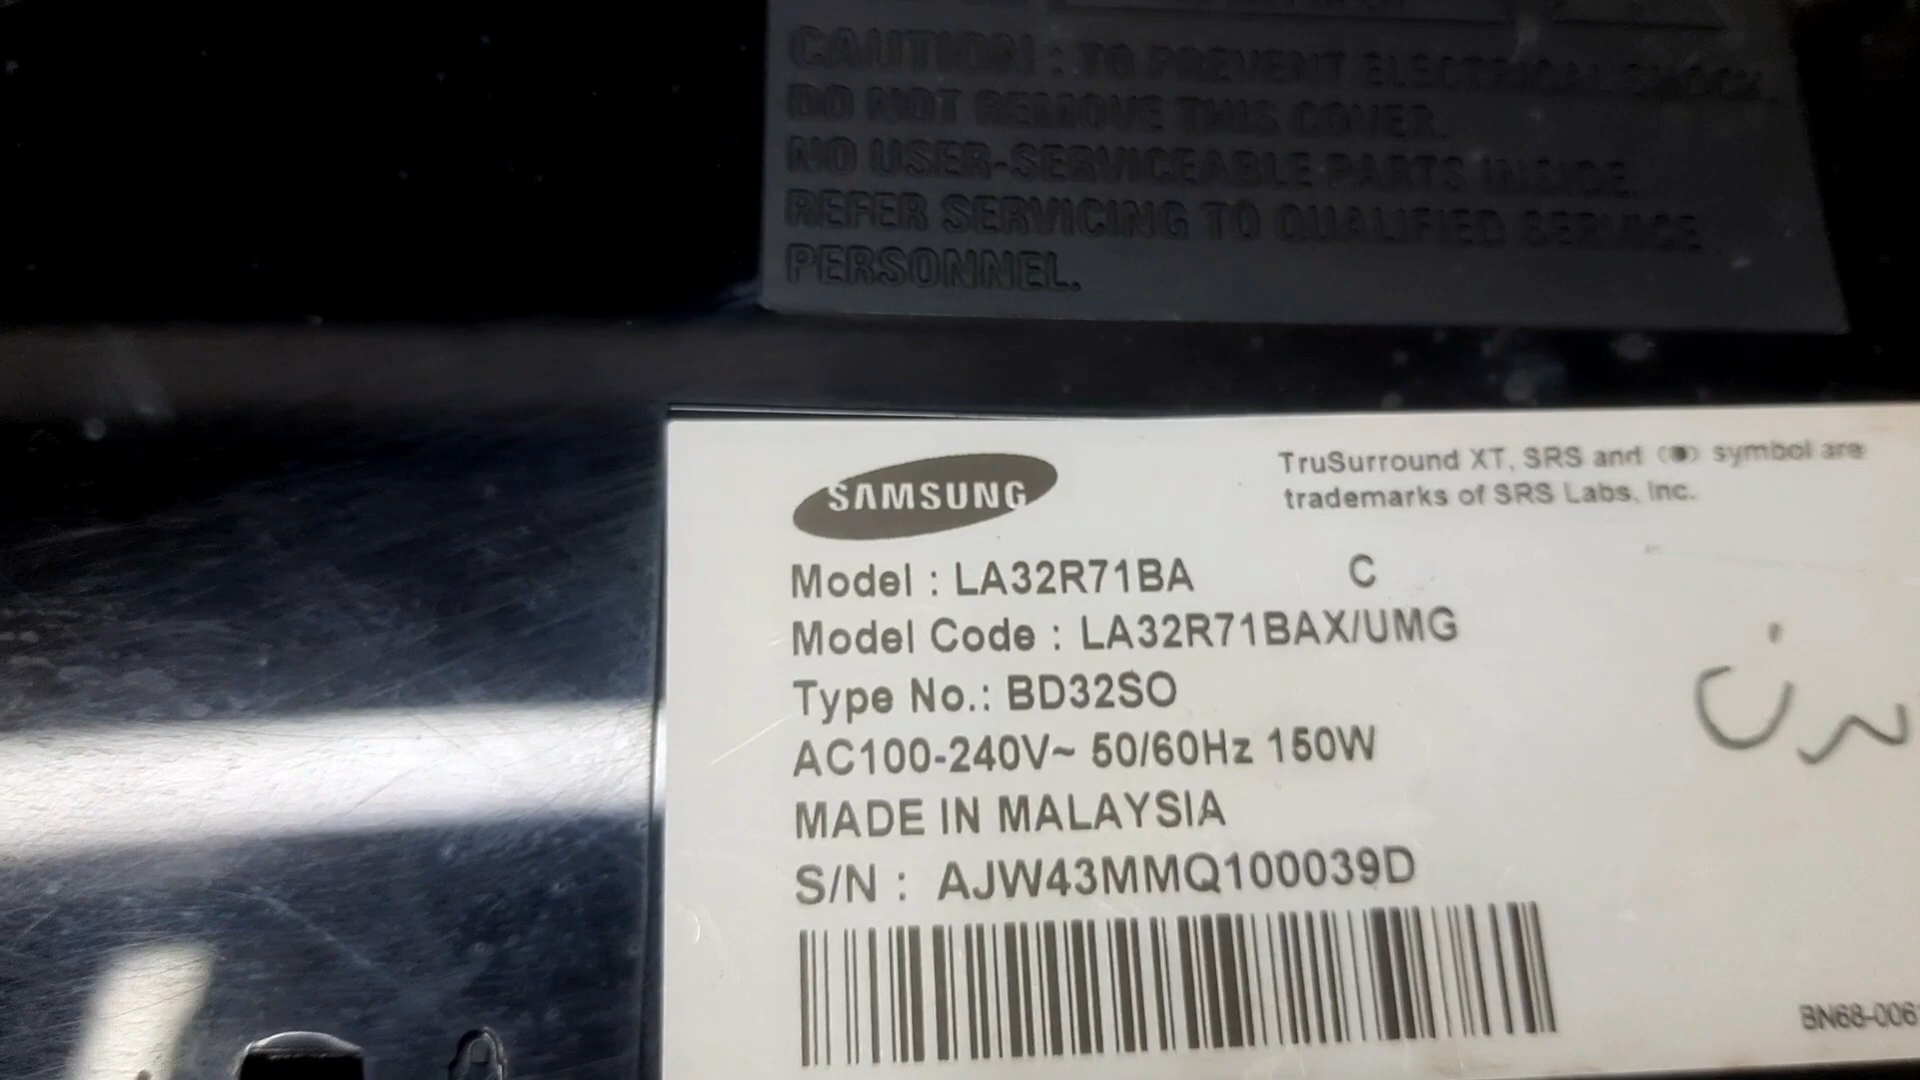 CAUTION : TO PREVENT ELECTRICAL SHOCK,
DO NOT REMOVE THIS COVER.
NO USER-SERVICEABLE PARTS INSIDE.
REFER SERVICING TO QUALIFIED SERVICE
PERSONNEL.
SAMSUNG
TruSurround XT, SRS and (●) symbol are
trademarks of SRS Labs, Inc.
Model : LA32R71BA C
Model Code : LA32R71BAX/UMG
Type No.: BD32SO
AC100-240V~ 50/60Hz 150W
MADE IN MALAYSIA
S/N : AJW43MMQ100039D
BN68-006